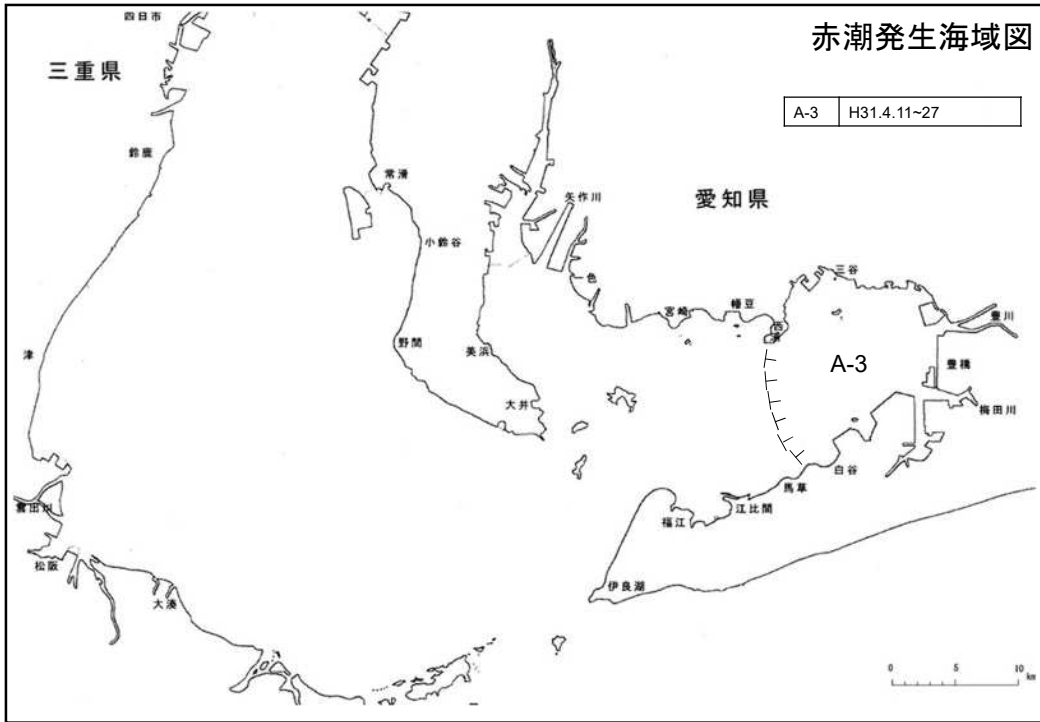 赤潮発生海域図
A-3 H31.4.11~27
四日市
三重県
鈴鹿
常滑
矢作川
愛知県
小鈴谷
一色
三谷
宮崎
幡豆
西浦
豊川
津
野間
美浜
A-3
豊橋
大井
梅田川
白谷
馬草
雲出川
福江
江比間
松阪
伊良湖
大湊
0 5 10
km